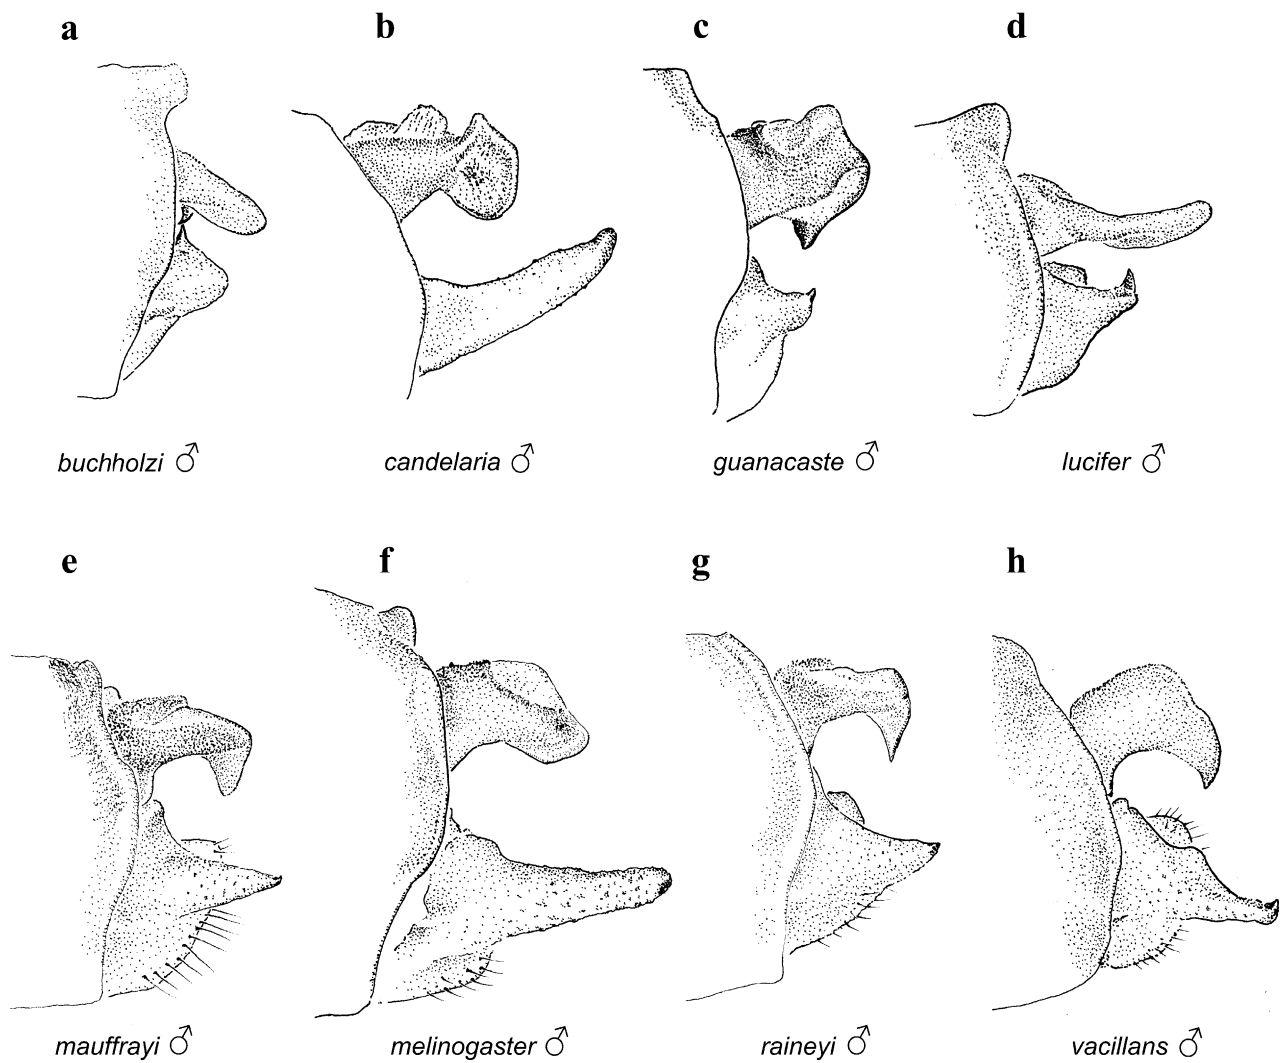 a b c d
buchholzi ♂ candelaria ♂ guanacaste ♂ lucifer ♂
e f g h
mauffrayi ♂ melinogaster ♂ raineyi ♂ vacillans ♂